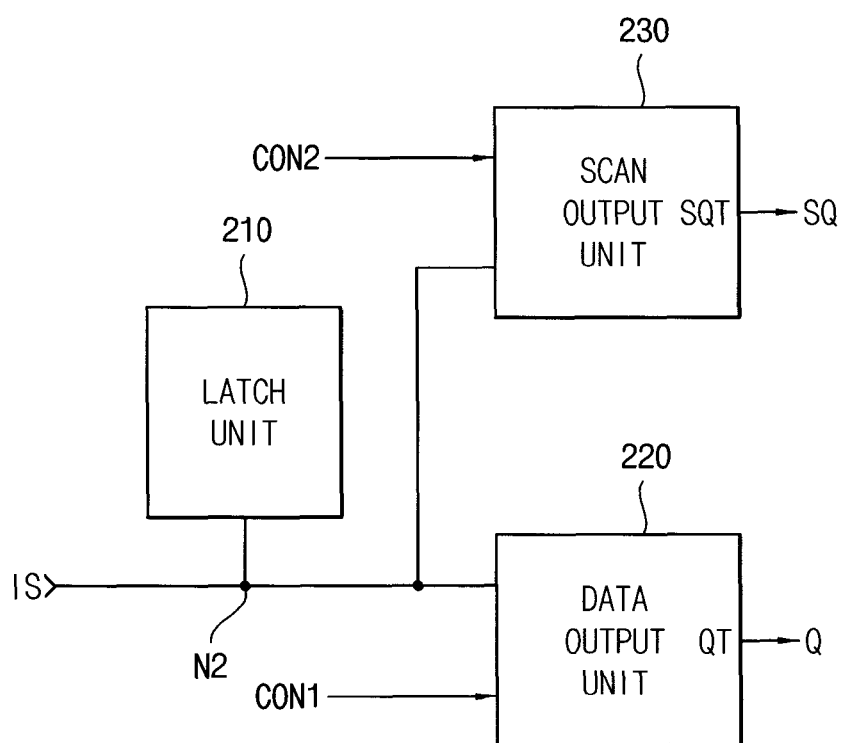 230
CON2
SCAN
OUTPUT SQT
UNIT
SQ
210
LATCH
UNIT
220
IS
N2
DATA
OUTPUT QT
UNIT
Q
CON1